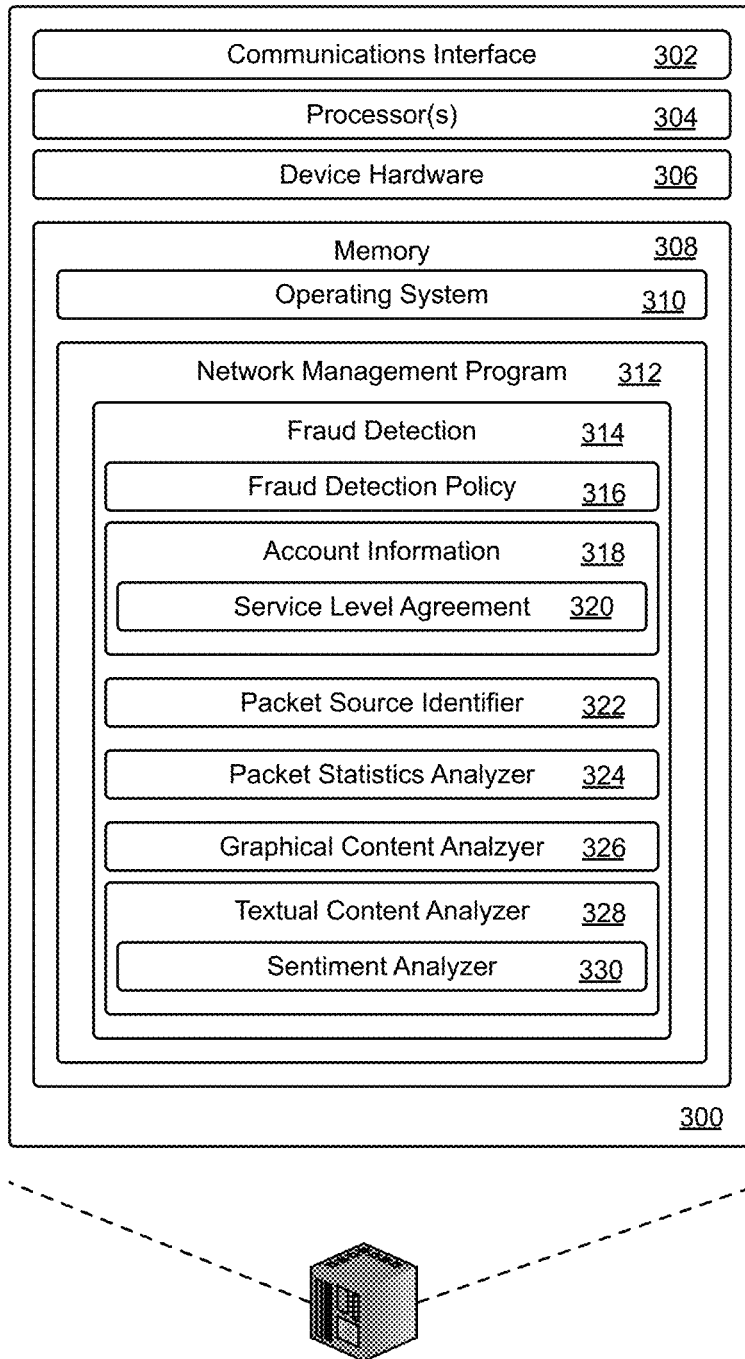 Communications Interface 302
Processor(s) 304
Device Hardware 306
Memory 308
Operating System 310
Network Management Program 312
Fraud Detection 314
Fraud Detection Policy 316
Account Information 318
Service Level Agreement 320
Packet Source Identifier 322
Packet Statistics Analyzer 324
Graphical Content Analzyer 326
Textual Content Analyzer 328
Sentiment Analyzer 330
300